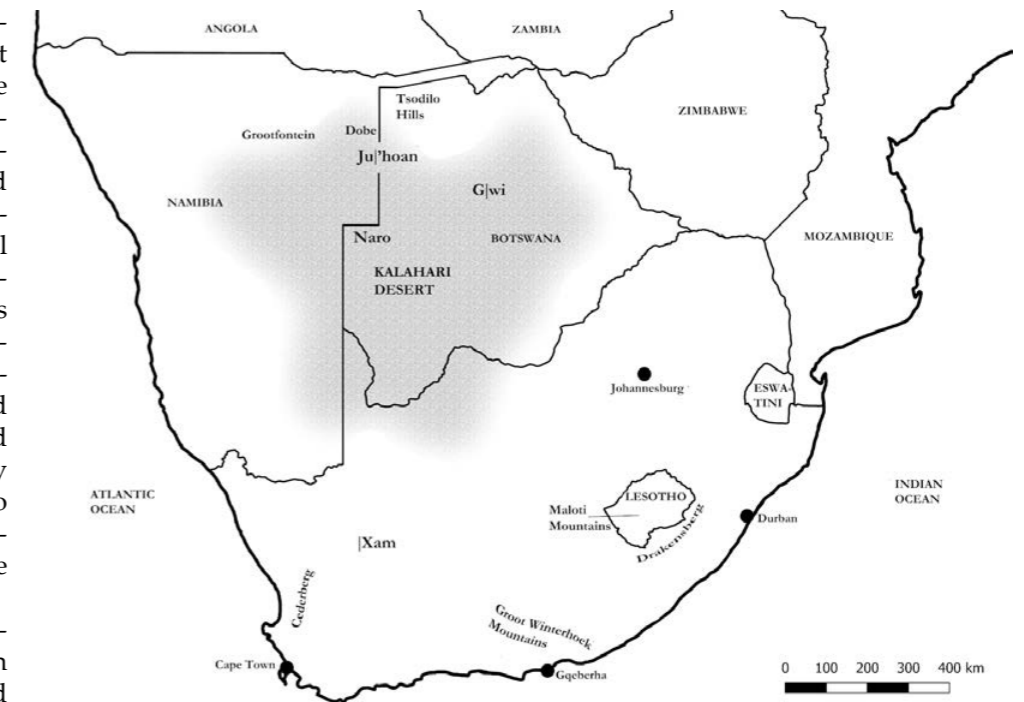 –
t
e
–
–
d
–
l
–
s
–
–
d
d
y
o
–
e
–
n
d
ANGOLA
ZAMBIA
Tsodilo
Hills
ZIMBABWE
Grootfontein
Dobe
Ju|’hoan
G|wi
NAMIBIA
Naro
BOTSWANA
MOZAMBIQUE
KALAHARI
DESERT
Johannesburg
ESWA-
TINI
ATLANTIC
OCEAN
LESOTHO
INDIAN
OCEAN
Maloti
Mountains
Durban
Drakensberg
|Xam
Cederberg
Groot Winterhoek
Mountains
Cape Town
Gqeberha
0 100 200 300 400 km